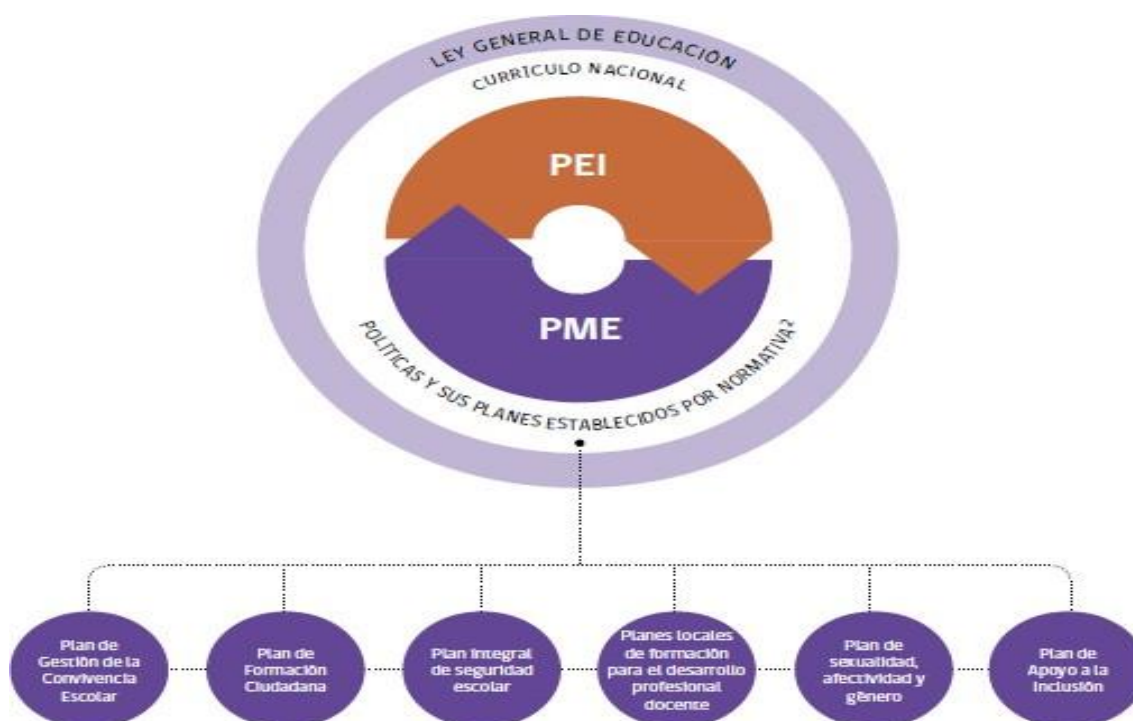 LEY GENERAL DE EDUCACIÓN
CURRÍCULO NACIONAL
PEI
PME
POLÍTICAS Y SUS PLANES ESTABLECIDOS POR NORMATIVA²
Plan de
Gestión de la
Convivencia
Escolar
Plan de
Formación
Ciudadana
Plan Integral
de seguridad
escolar
Planes locales
de formación
para el desarrollo
profesional
docente
Plan de
sexualidad,
afectividad y
género
Plan de
Apoyo a la
Inclusión